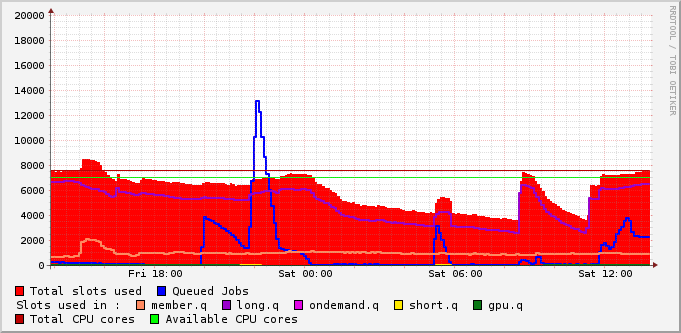 20000
18000
16000
14000
12000
10000
8000
6000
4000
2000
0
Fri 18:00 Sat 00:00 Sat 06:00 Sat 12:00
Total slots used Queued Jobs
Slots used in : member.q long.q ondemand.q short.q gpu.q
Total CPU cores Available CPU cores
RRDTOOL / TOBI OETIKER